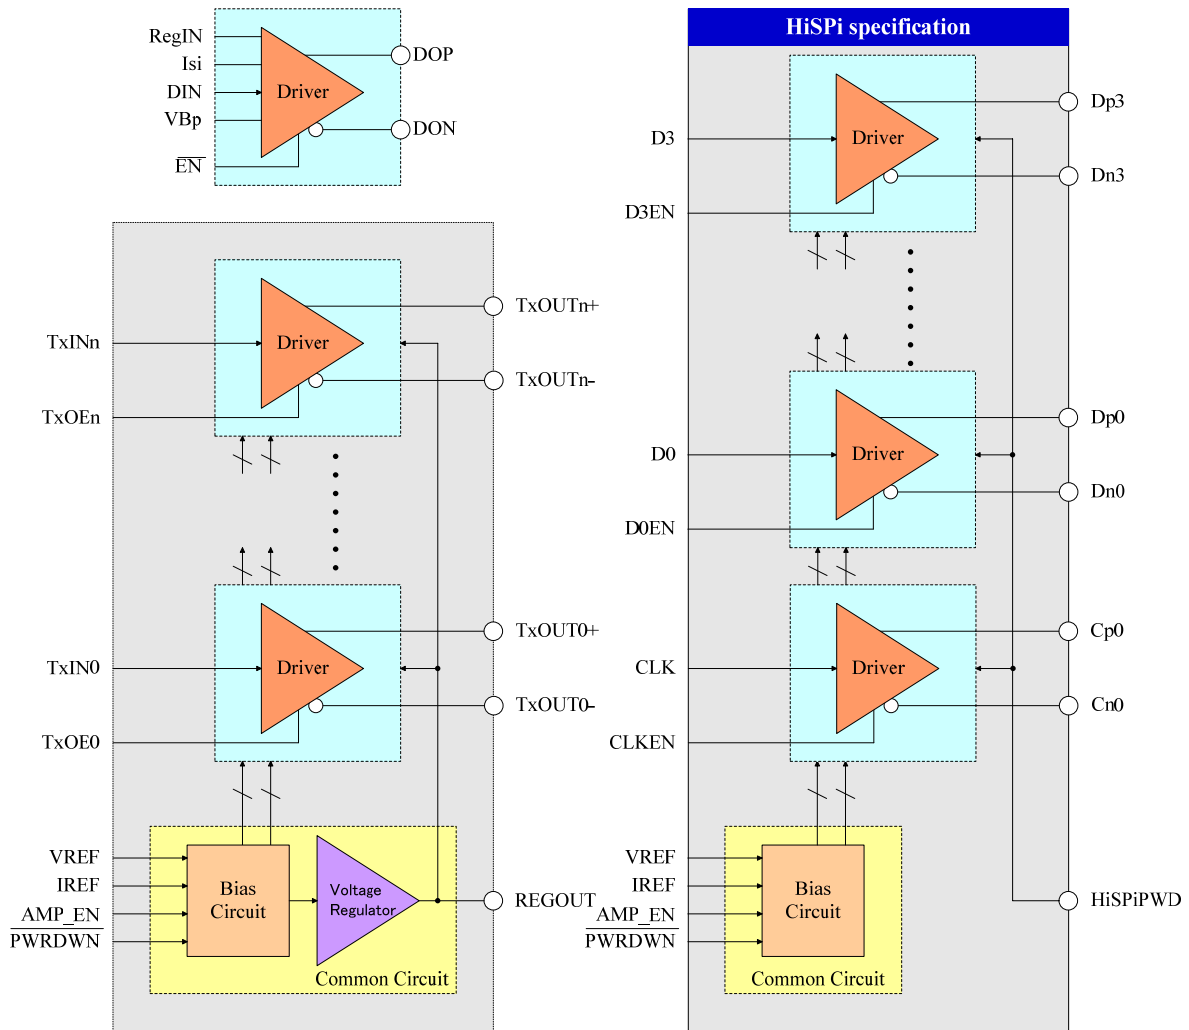 RegIN
Isi
DIN
VBp
EN
Driver
DOP
DON
TxINn
TxOEn
Driver
TxOUTn+
TxOUTn-
TxIN0
TxOE0
Driver
TxOUT0+
TxOUT0-
VREF
IREF
AMP_EN
PWRDWN
Bias
Circuit
Voltage
Regulator
Common Circuit
REGOUT
HiSPi specification
D3
D3EN
Driver
Dp3
Dn3
D0
D0EN
Driver
Dp0
Dn0
CLK
CLKEN
Driver
Cp0
Cn0
VREF
IREF
AMP_EN
PWRDWN
Bias
Circuit
Common Circuit
HiSPiPWD